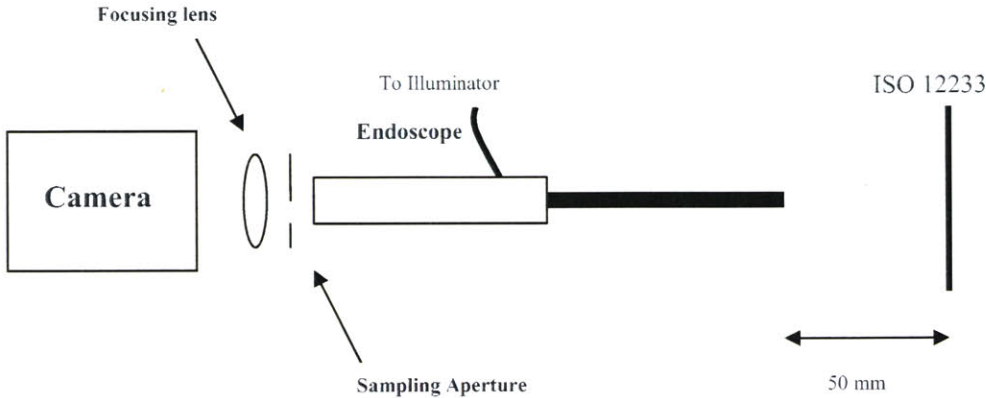 Focusing lens
To Illuminator
ISO 12233
Endoscope
Camera
Sampling Aperture
50 mm